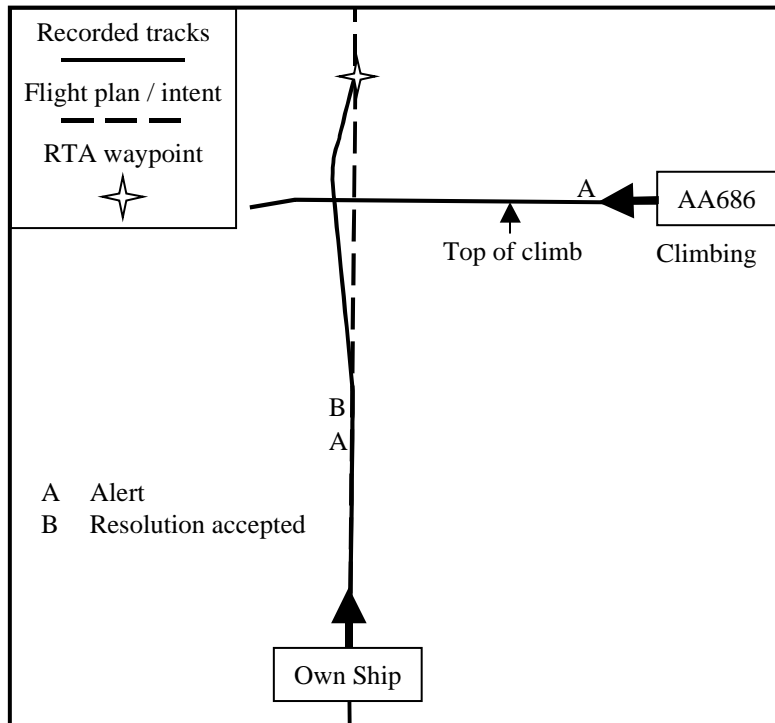 Recorded tracks
Flight plan / intent
RTA waypoint
A
AA686
Top of climb
Climbing
B
A
A Alert
B Resolution accepted
Own Ship